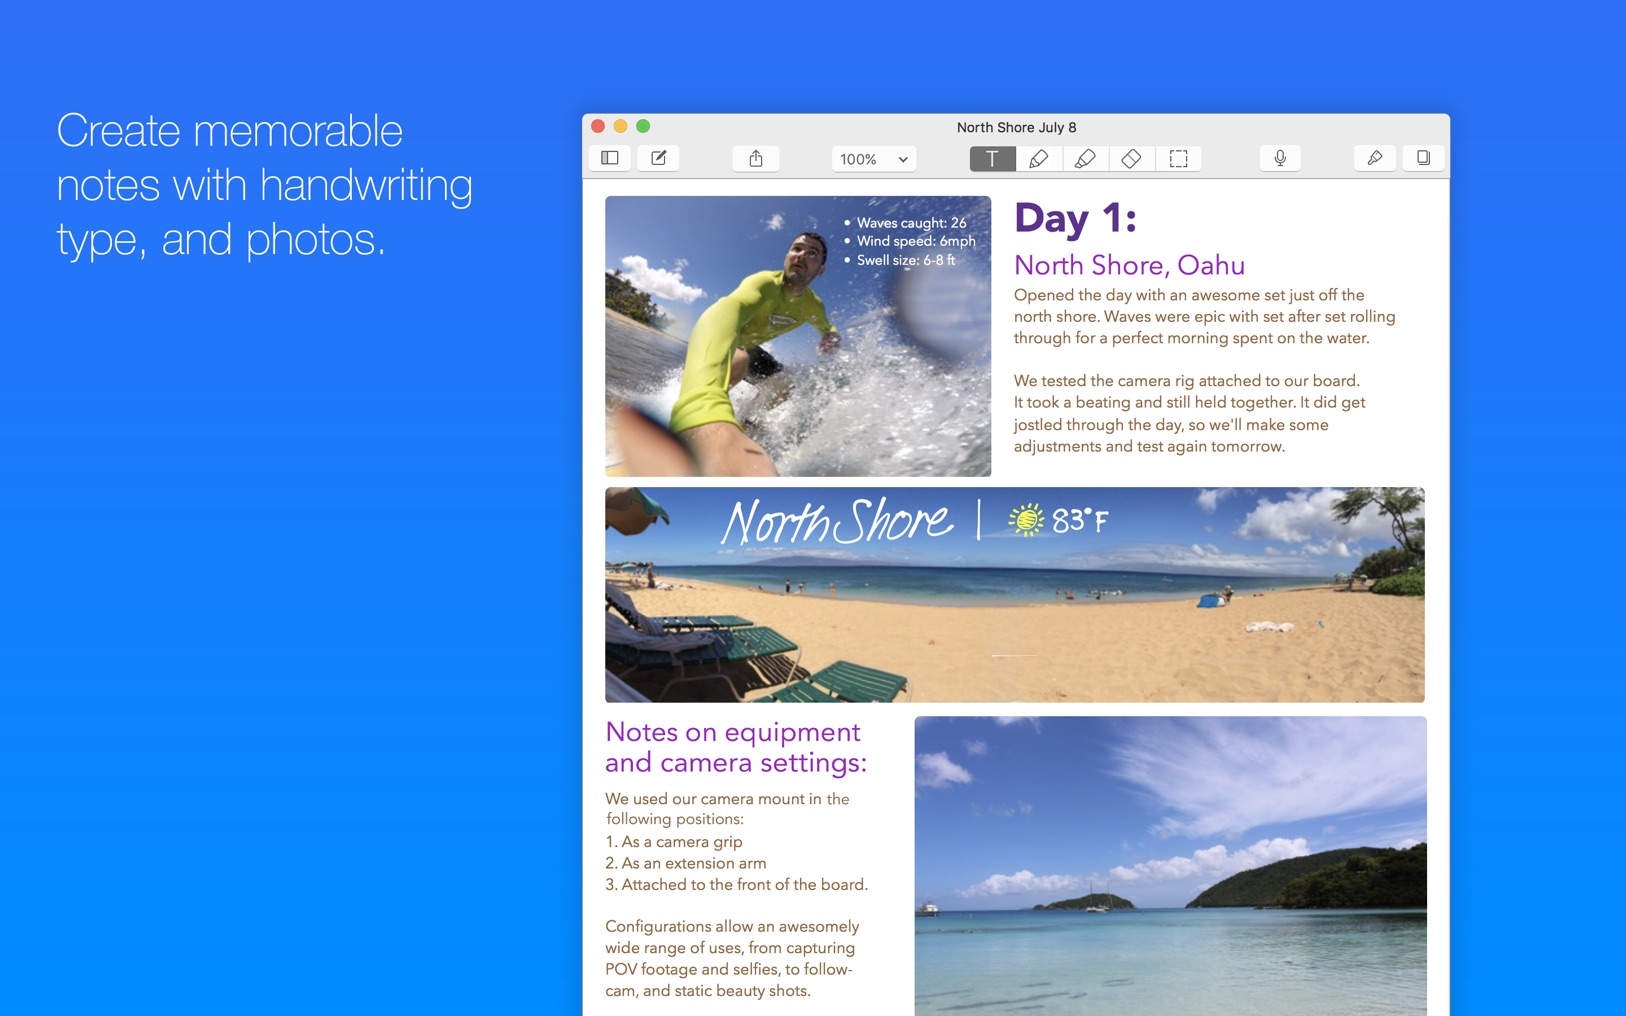 Create memorable
notes with handwriting
type, and photos.
North Shore July 8
100%
T
• Waves caught: 26
• Wind speed: 6mph
• Swell size: 6-8 ft
Day 1:
North Shore, Oahu
Opened the day with an awesome set just off the
north shore. Waves were epic with set after set rolling
through for a perfect morning spent on the water.
We tested the camera rig attached to our board.
It took a beating and still held together. It did get
jostled through the day, so we'll make some
adjustments and test again tomorrow.
North Shore | 83°F
Notes on equipment
and camera settings:
We used our camera mount in the
following positions:
1. As a camera grip
2. As an extension arm
3. Attached to the front of the board.
Configurations allow an awesomely
wide range of uses, from capturing
POV footage and selfies, to follow-
cam, and static beauty shots.